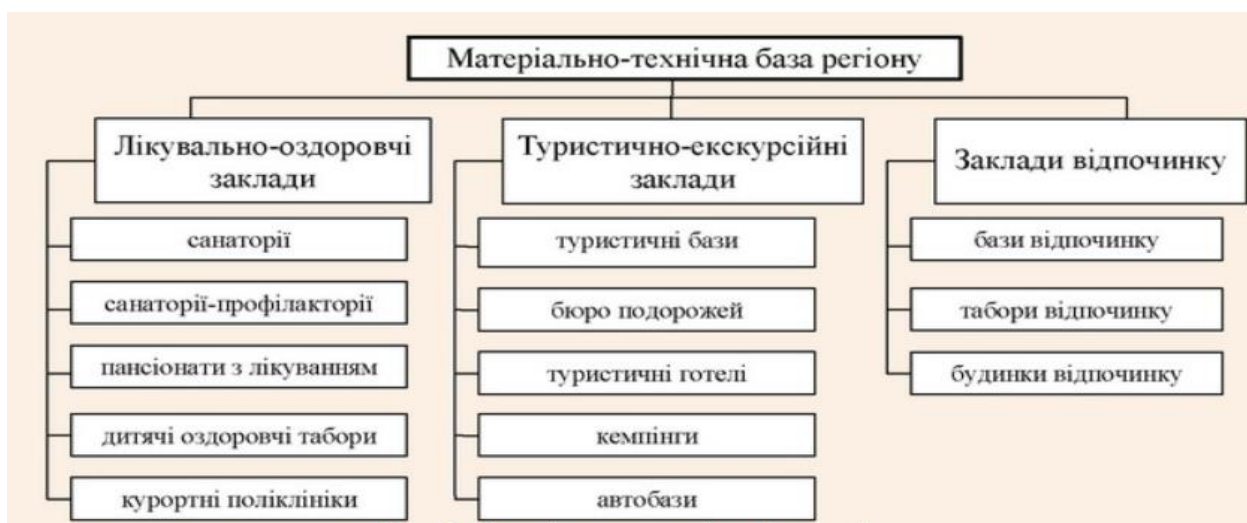 Матеріально-технічна база регіону
Лікувально-оздоровчі
заклади
санаторії
санаторії-профілакторії
пансіонати з лікуванням
дитячі оздоровчі табори
курортні поліклініки
Туристично-екскурсійні
заклади
туристичні бази
бюро подорожей
туристичні готелі
кемпінги
автобази
Заклади відпочинку
бази відпочинку
табори відпочинку
будинки відпочинку